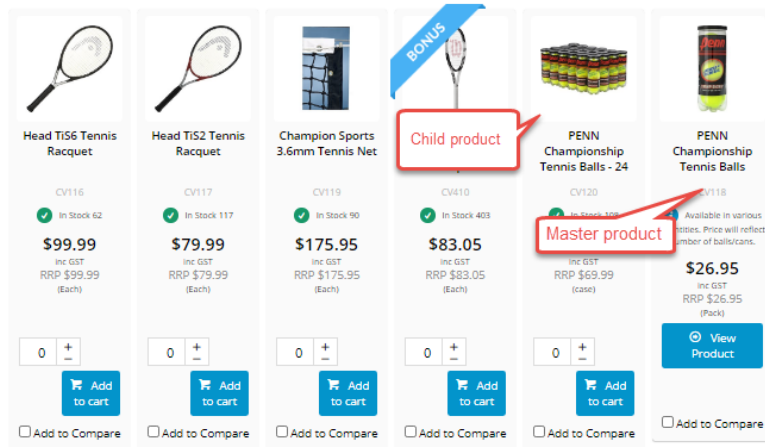 Head TiS6 Tennis
Racquet
CV116
In Stock 62
$99.99
inc GST
RRP $99.99
(Each)
0 + −
Add
to cart
Add to Compare
Head TiS2 Tennis
Racquet
CV117
In Stock 117
$79.99
inc GST
RRP $79.99
(Each)
0 + −
Add
to cart
Add to Compare
Champion Sports
3.6mm Tennis Net
CV119
In Stock 90
$175.95
inc GST
RRP $175.95
(Each)
0 + −
Add
to cart
Add to Compare
BONUS
Child product
CV410
In Stock 403
$83.05
inc GST
RRP $83.05
(Each)
0 + −
Add
to cart
Add to Compare
PENN
Championship
Tennis Balls - 24
CV120
In Stock 108
Master product
inc GST
RRP $69.99
(case)
0 + −
Add
to cart
Add to Compare
Penn
PENN
Championship
Tennis Balls
CV118
Available in various
Price will reflect
of balls/cans.
$26.95
inc GST
RRP $26.95
(Pack)
View
Product
Add to Compare